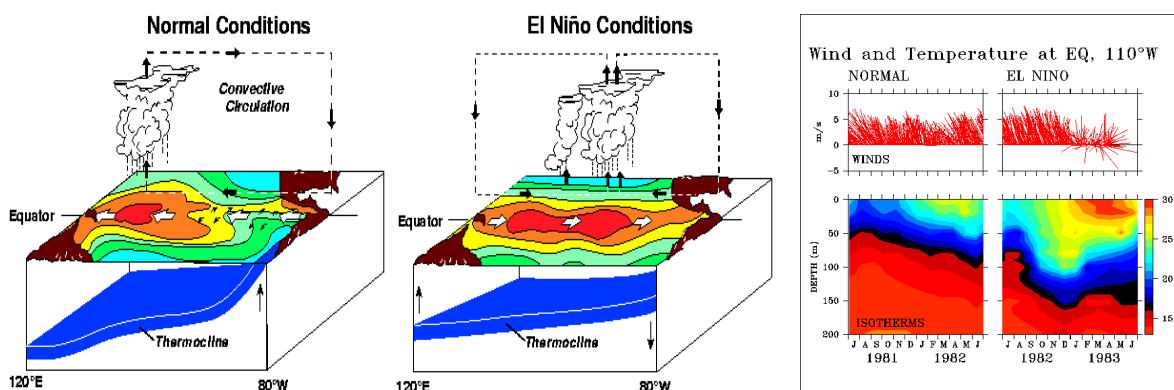 Normal Conditions
Convective
Circulation
Equator
Thermocline
120°E
80°W
El Niño Conditions
Equator
Thermocline
120°E
80°W
Wind and Temperature at EQ, 110°W
NORMAL
EL NINO
10
5
0
-5
m/s
WINDS
0
50
100
150
200
DEPTH (m)
ISOTHERMS
J A S O N D J F M A M J
1981 1982
J A S O N D J F M A M J
1982 1983
30
25
20
15